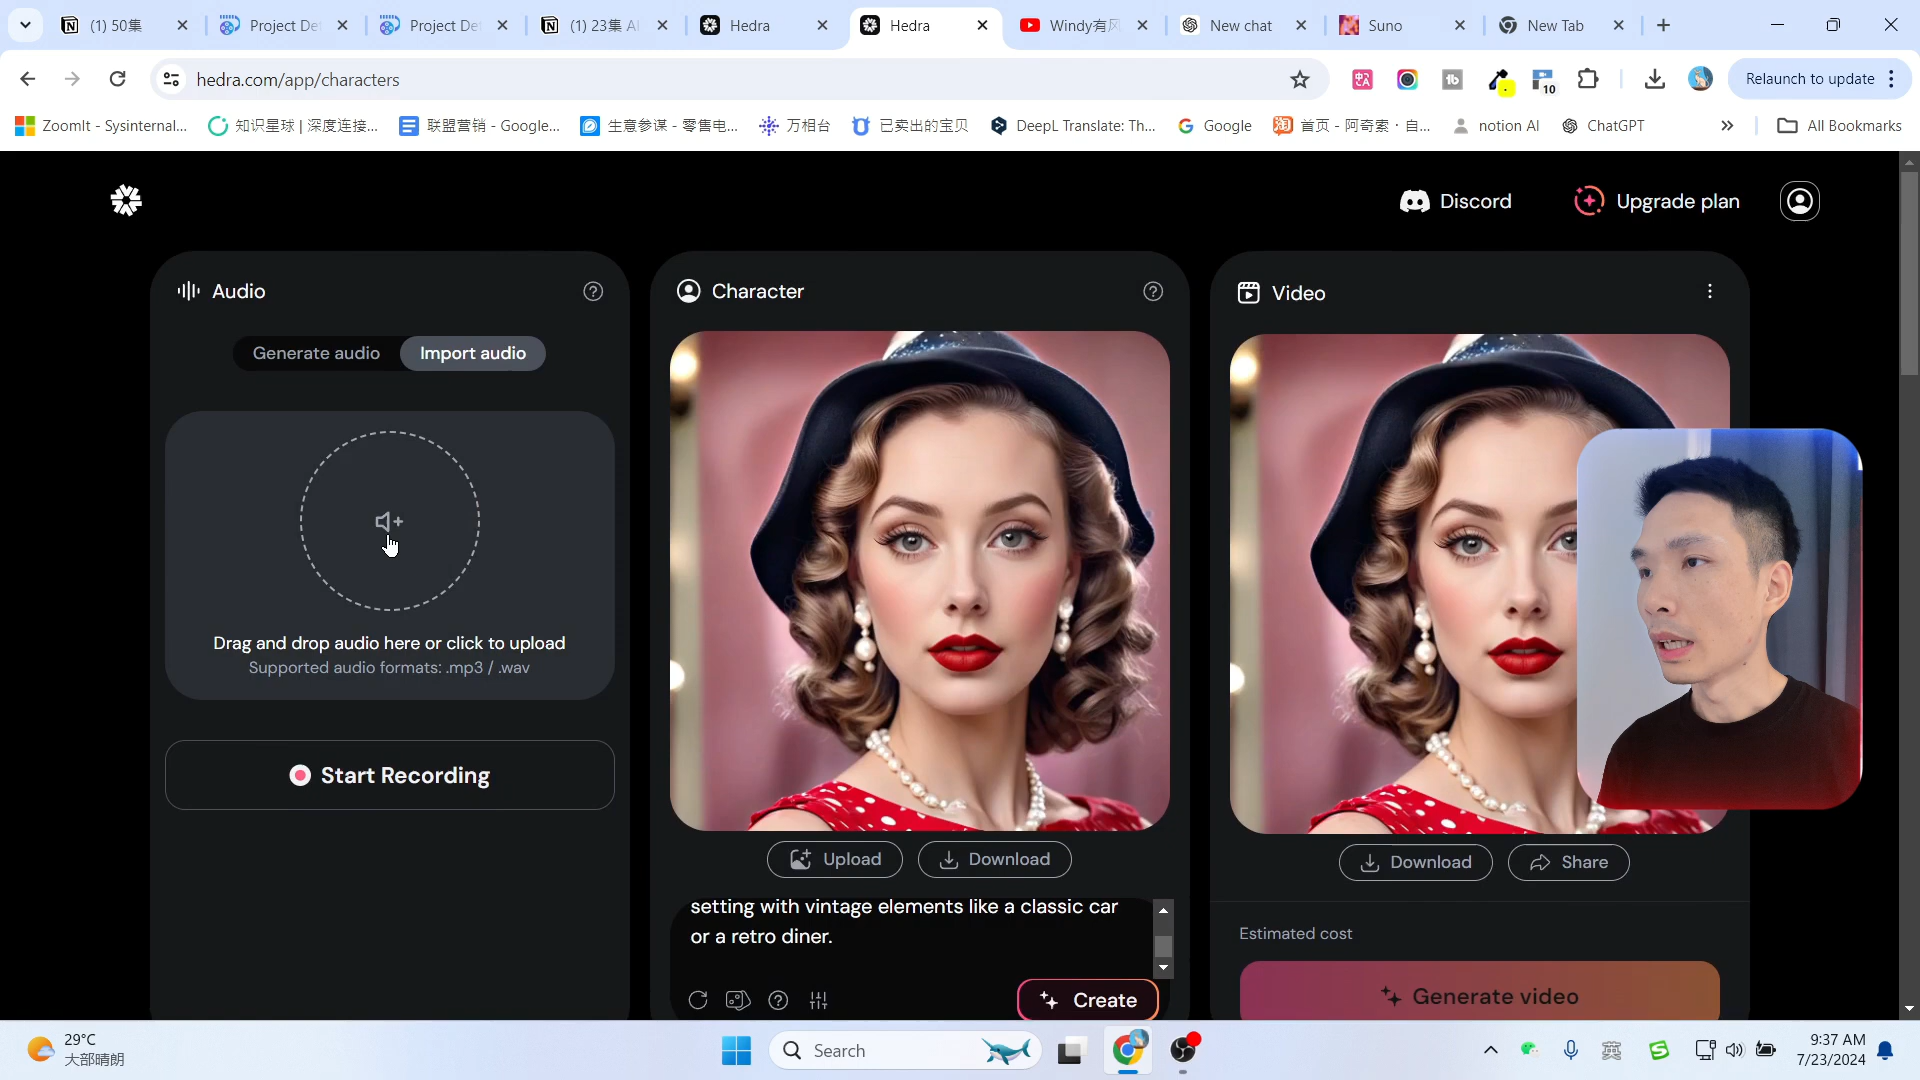 (1) 50集
Project De
Project De
(1) 23集 AI
Hedra
Hedra
Windy有风
New chat
Suno
New Tab
hedra.com/app/characters
10
Relaunch to update
ZoomIt - Sysinternal...
知识星球 | 深度连接...
联盟营销 - Google...
生意参谋 - 零售电...
万相台
已卖出的宝贝
DeepL Translate: Th...
Google
首页 - 阿奇索 · 自...
notion AI
ChatGPT
All Bookmarks
Discord
Upgrade plan
Audio
Generate audio
Import audio
Drag and drop audio here or click to upload
Supported audio formats: .mp3 / .wav
Start Recording
Character
Upload
Download
setting with vintage elements like a classic car
or a retro diner.
Create
Video
Download
Share
Estimated cost
Generate video
29°C
大部晴朗
Search
英
9:37 AM
7/23/2024